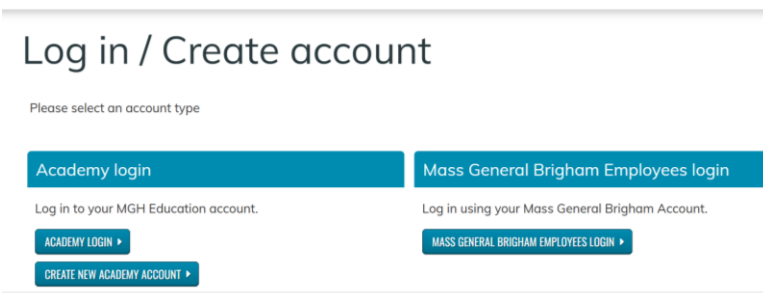 Log in / Create account
Please select an account type
Academy login
Log in to your MGH Education account.
ACADEMY LOGIN
CREATE NEW ACADEMY ACCOUNT
Mass General Brigham Employees login
Log in using your Mass General Brigham Account.
MASS GENERAL BRIGHAM EMPLOYEES LOGIN